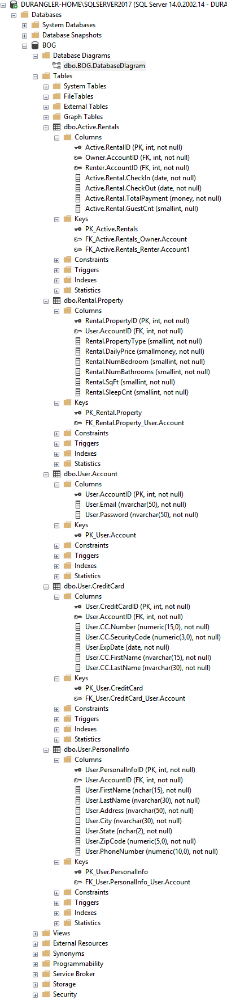 DURANGLER-HOME\SQLSERVER2017 (SQL Server 14.0.2002.14 - DURA
Databases
System Databases
Database Snapshots
BOG
Database Diagrams
dbo.BOG.DatabaseDIagram
Tables
System Tables
FileTables
External Tables
Graph Tables
dbo.Active.Rentals
Columns
Active.RentalID (PK, int, not null)
Owner.AccountID (FK, int, not null)
Renter.AccountID (FK, int, not null)
Active.Rental.CheckIn (date, not null)
Active.Rental.CheckOut (date, not null)
Active.Rental.TotalPayment (money, not null)
Active.Rental.GuestCnt (smallint, null)
Keys
PK_Active.Rentals
FK_Active.Rentals_Owner.Account
FK_Active.Rentals_Renter.Account1
Constraints
Triggers
Indexes
Statistics
dbo.Rental.Property
Columns
Rental.PropertyID (PK, int, not null)
User.AccountID (FK, int, not null)
Rental.PropertyType (smallint, not null)
Rental.DailyPrice (smallmoney, not null)
Rental.NumBedroom (smallint, not null)
Rental.NumBathrooms (smallint, not null)
Rental.SqFt (smallint, not null)
Rental.SleepCnt (smallint, not null)
Keys
PK_Rental.Property
FK_Rental.Property_User.Account
Constraints
Triggers
Indexes
Statistics
dbo.User.Account
Columns
User.AccountID (PK, int, not null)
User.Email (nvarchar(50), not null)
User.Password (nvarchar(50), not null)
Keys
PK_User.Account
Constraints
Triggers
Indexes
Statistics
dbo.User.CreditCard
Columns
User.CreditCardID (PK, int, not null)
User.AccountID (FK, int, not null)
User.CC.Number (numeric(15,0), not null)
User.CC.SecurityCode (numeric(3,0), not null)
User.ExpDate (date, not null)
User.CC.FirstName (nvarchar(15), not null)
User.CC.LastName (nvarchar(30), not null)
Keys
PK_User.CreditCard
FK_User.CreditCard_User.Account
Constraints
Triggers
Indexes
Statistics
dbo.User.PersonalInfo
Columns
User.PersonalInfoID (PK, int, not null)
User.AccountID (FK, int, not null)
User.FirstName (nchar(15), not null)
User.LastName (nvarchar(30), not null)
User.Address (nvarchar(50), not null)
User.City (nvarchar(30), not null)
User.State (nchar(2), not null)
User.ZipCode (numeric(5,0), not null)
User.PhoneNumber (numeric(10,0), not null)
Keys
PK_User.PersonalInfo
FK_User.PersonalInfo_User.Account
Constraints
Triggers
Indexes
Statistics
Views
External Resources
Synonyms
Programmability
Service Broker
Storage
Security